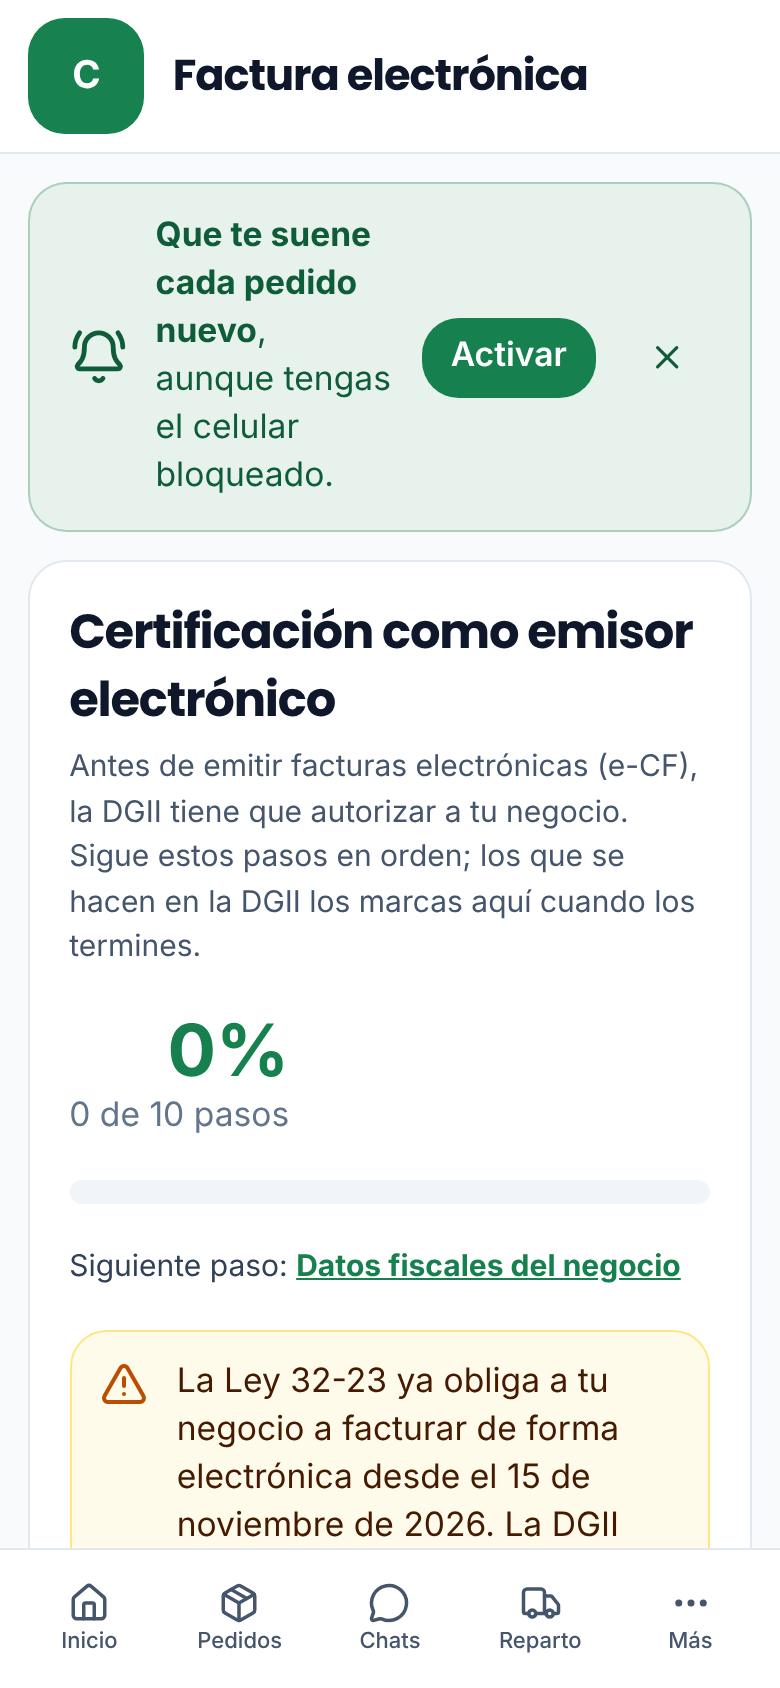 C
Factura electrónica
Que te suene
cada pedido
nuevo,
aunque tengas
el celular
bloqueado.
Activar
Certificación como emisor
electrónico
Antes de emitir facturas electrónicas (e-CF),
la DGII tiene que autorizar a tu negocio.
Sigue estos pasos en orden; los que se
hacen en la DGII los marcas aquí cuando los
termines.
0%
0 de 10 pasos
Siguiente paso: Datos fiscales del negocio
La Ley 32-23 ya obliga a tu
negocio a facturar de forma
electrónica desde el 15 de
noviembre de 2026. La DGII
Inicio
Pedidos
Chats
Reparto
Más